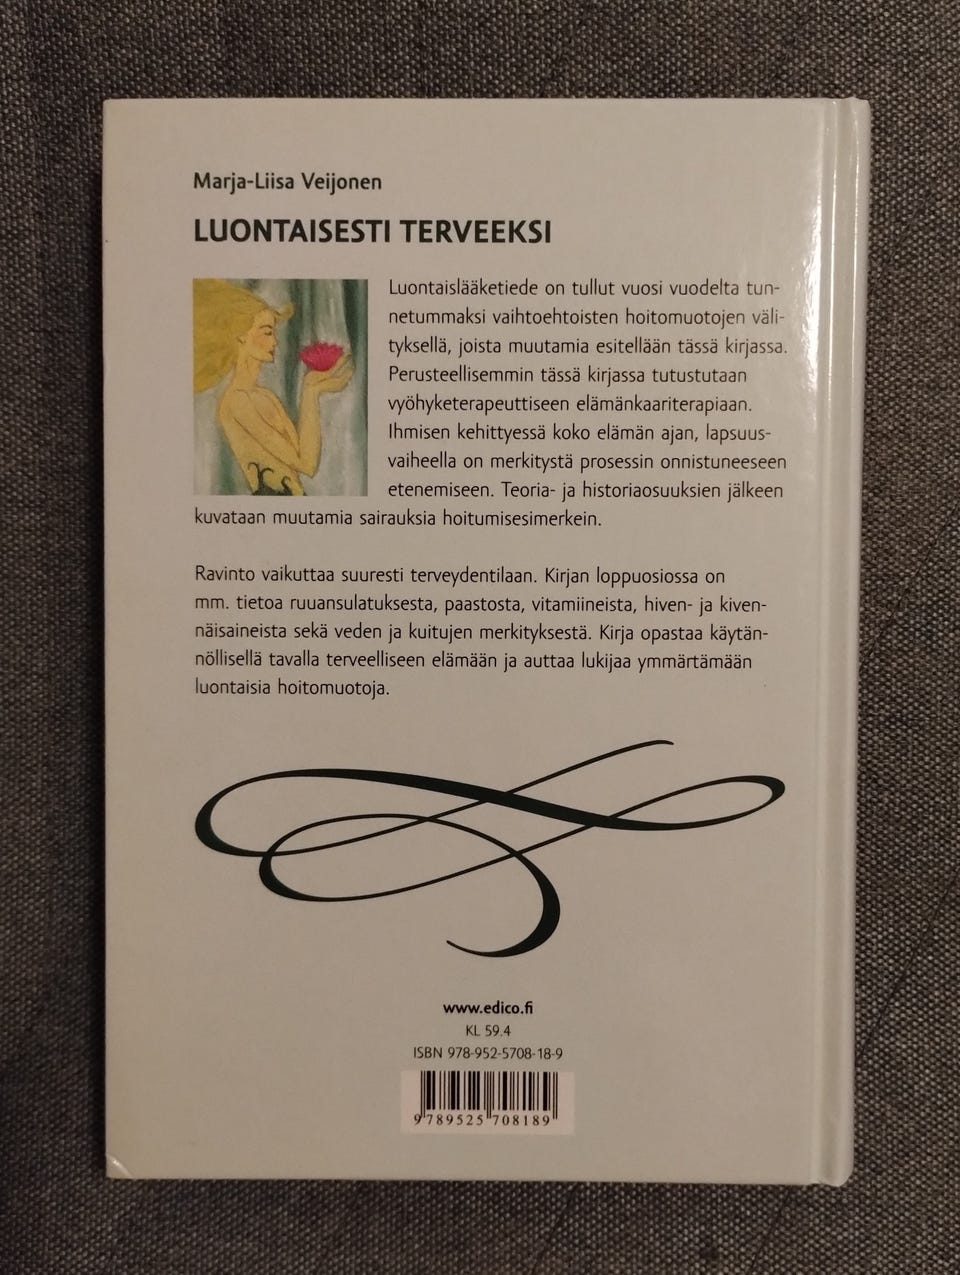 Marja-Liisa Veijonen
LUONTAISESTI TERVEEKSI
Luontaislääketiede on tullut vuosi vuodelta tun-
netummaksi vaihtoehtoisten hoitomuotojen väli-
tyksellä, joista muutamia esitellään tässä kirjassa.
Perusteellisemmin tässä kirjassa tutustutaan
vyöhyketerapeuttiseen elämänkaariterapiaan.
Ihmisen kehittyessä koko elämän ajan, lapsuus-
vaiheella on merkitystä prosessin onnistuneeseen
etenemiseen. Teoria- ja historiaosuuksien jälkeen
kuvataan muutamia sairauksia hoitumisesimerkein.
Ravinto vaikuttaa suuresti terveydentilaan. Kirjan loppuosiossa on
mm. tietoa ruuansulatuksesta, paastosta, vitamiineista, hiven- ja kiven-
näisaineista sekä veden ja kuitujen merkityksestä. Kirja opastaa käytän-
nöllisellä tavalla terveelliseen elämään ja auttaa lukijaa ymmärtämään
luontaisia hoitomuotoja.
www.edico.fi
KL 59.4
ISBN 978-952-5708-18-9
9 789525 708189